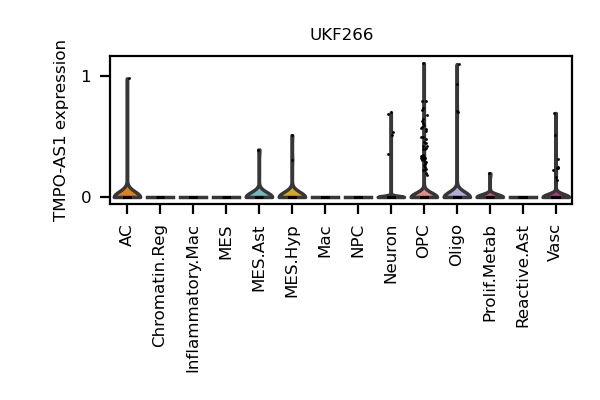 UKF266
TMPO-AS1 expression
1
0
AC
Chromatin.Reg
Inflammatory.Mac
MES
MES.Ast
MES.Hyp
Mac
NPC
Neuron
OPC
Oligo
Prolif.Metab
Reactive.Ast
Vasc